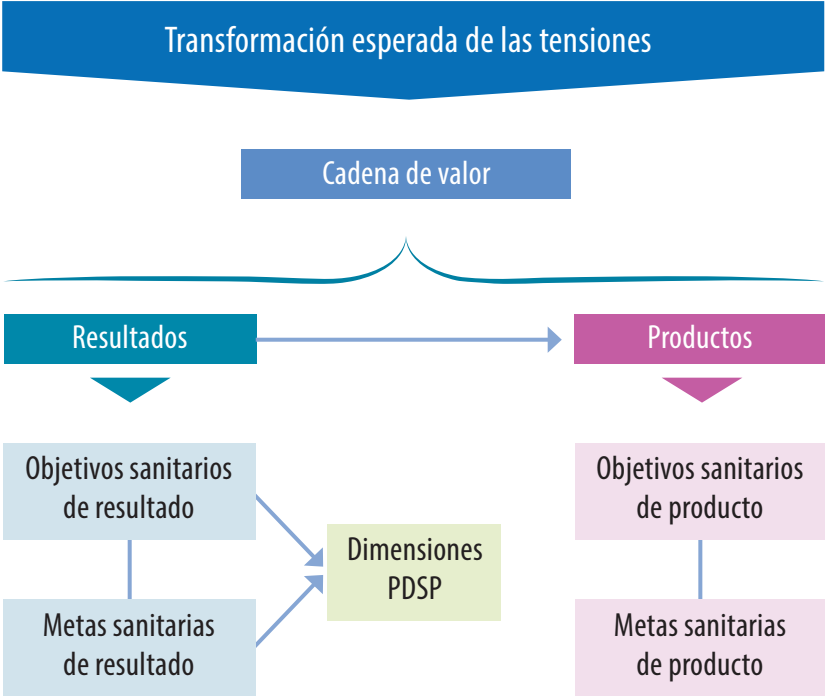 Transformación esperada de las tensiones
Cadena de valor
Resultados
Productos
Objetivos sanitarios
de resultado
Objetivos sanitarios
de producto
Dimensiones
PDSP
Metas sanitarias
de resultado
Metas sanitarias
de producto